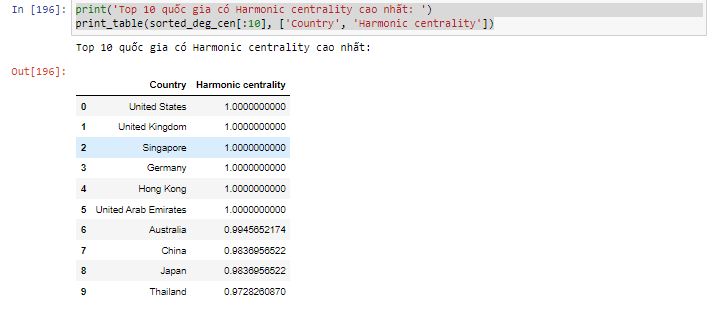 In [196]: print('Top 10 quốc gia có Harmonic centrality cao nhất: ')
print_table(sorted_deg_cen[:10], ['Country', 'Harmonic centrality'])
Top 10 quốc gia có Harmonic centrality cao nhất:
Out[196]:
Country Harmonic centrality
0 United States 1.0000000000
1 United Kingdom 1.0000000000
2 Singapore 1.0000000000
3 Germany 1.0000000000
4 Hong Kong 1.0000000000
5 United Arab Emirates 1.0000000000
6 Australia 0.9945652174
7 China 0.9836956522
8 Japan 0.9836956522
9 Thailand 0.9728260870